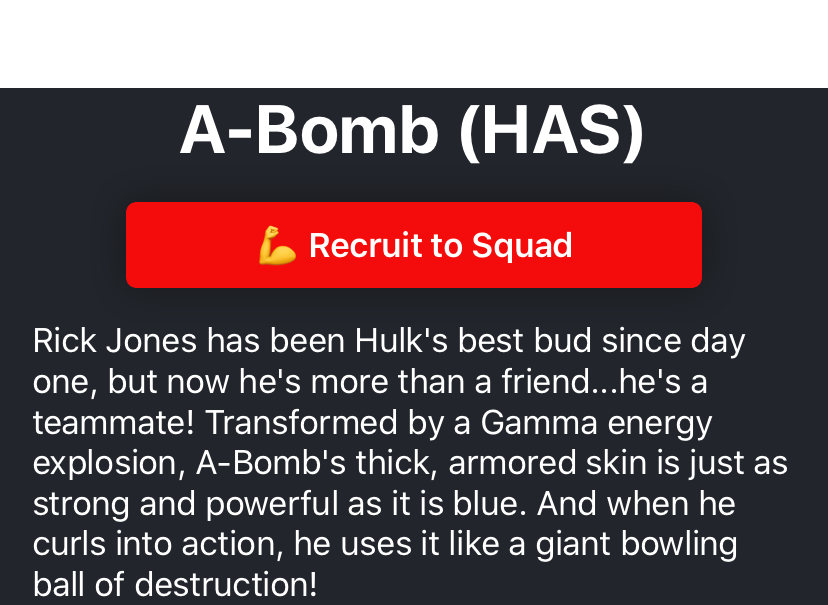 A-Bomb (HAS)
💪 Recruit to Squad
Rick Jones has been Hulk's best bud since day
one, but now he's more than a friend...he's a
teammate! Transformed by a Gamma energy
explosion, A-Bomb's thick, armored skin is just as
strong and powerful as it is blue. And when he
curls into action, he uses it like a giant bowling
ball of destruction!